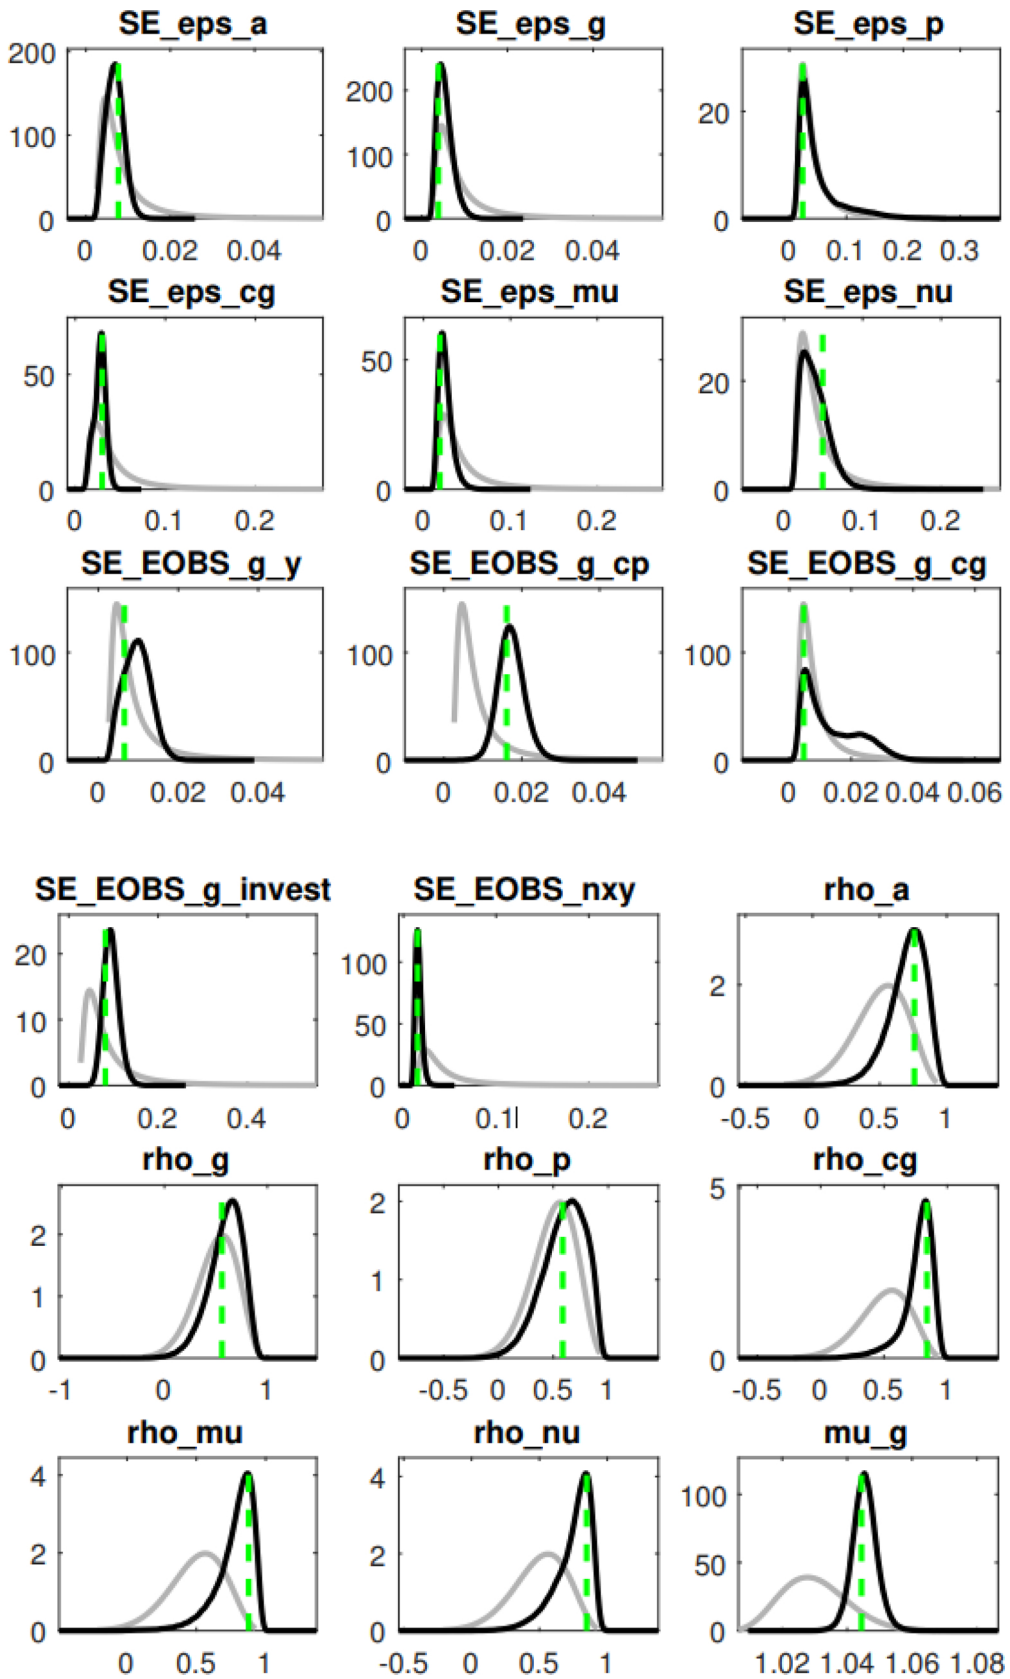 SE_eps_a SE_eps_g SE_eps_p
200 100 0 200 100 0 20 0
0 0.02 0.04 0 0.02 0.04 0 0.1 0.2 0.3
SE_eps_cg SE_eps_mu SE_eps_nu
50 0 50 0 20 0
0 0.1 0.2 0 0.1 0.2 0 0.1 0.2
SE_EOBS_g_y SE_EOBS_g_cp SE_EOBS_g_cg
100 0 100 0 100 0
0 0.02 0.04 0 0.02 0.04 0 0.02 0.04 0.06
SE_EOBS_g_invest SE_EOBS_nxy rho_a
20 10 0 100 50 0 2 0
0 0.2 0.4 0 0.1 0.2 -0.5 0 0.5 1
rho_g rho_p rho_cg
2 1 0 2 1 0 5 0
-1 0 1 -0.5 0 0.5 1 -0.5 0 0.5 1
rho_mu rho_nu mu_g
4 2 0 4 2 0 100 50 0
0 0.5 1 -0.5 0 0.5 1 1.02 1.04 1.06 1.08